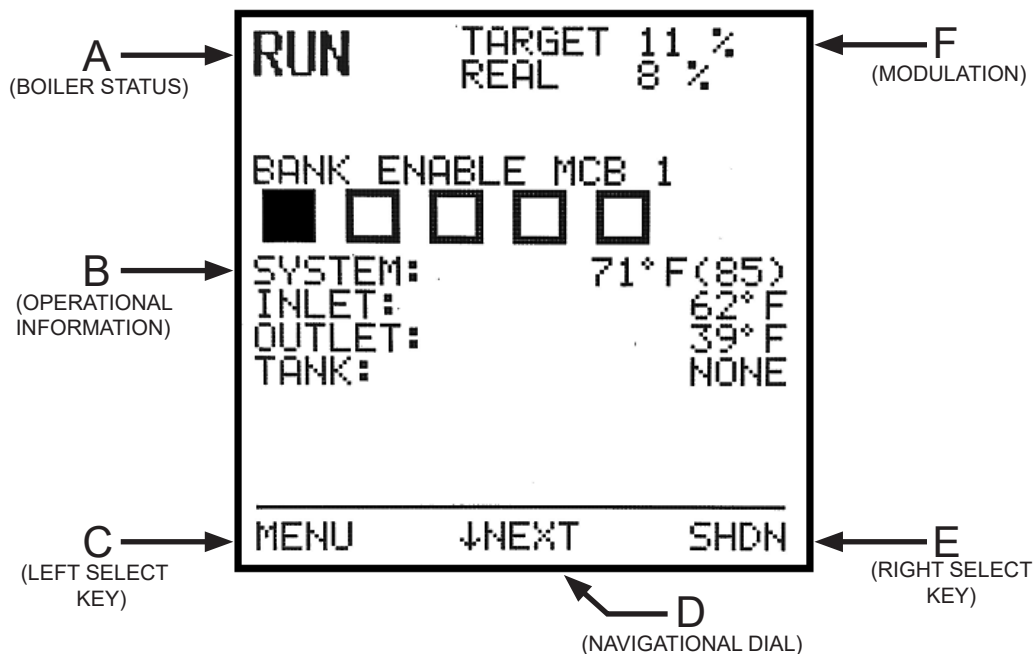 A
(BOILER STATUS)
RUN
TARGET 11 %
REAL 8 %
F
(MODULATION)
BANK ENABLE MCB 1
B
(OPERATIONAL
INFORMATION)
SYSTEM: 71°F(85)
INLET: 62°F
OUTLET: 39°F
TANK: NONE
C
(LEFT SELECT
KEY)
MENU ↓NEXT SHDN
E
(RIGHT SELECT
KEY)
D
(NAVIGATIONAL DIAL)